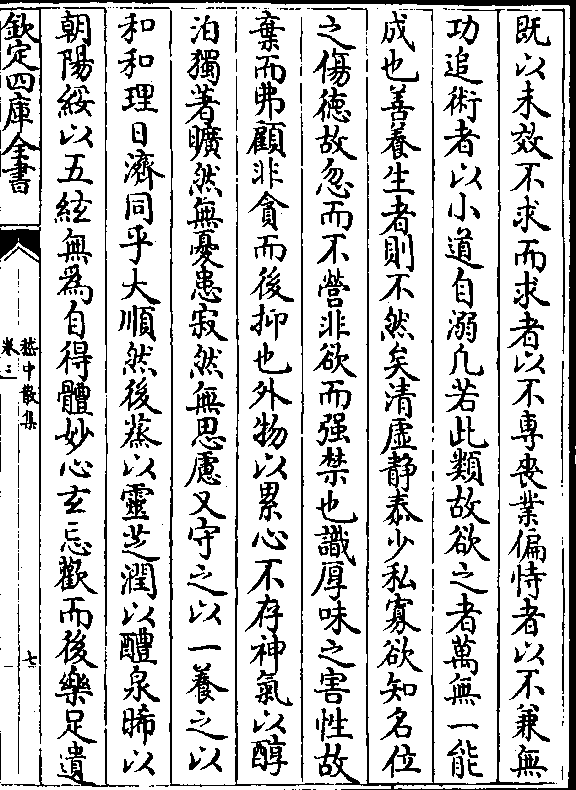 既以未效不求而求者以不專喪業偏恃者以不兼無
功追術者以小道自溺凡若此類故欲之者萬無一能
成也善養生者則不然矣清虛静泰少私寡欲知名位
之傷德故忽而不營非欲而强禁也識厚味之害性故
棄而弗顧非貪而後抑也外物以累心不存神氣以醇
泊獨著曠然無憂患寂然無思慮又守之以一養之以
和和理日濟同乎大順然後蒸以靈芝潤以醴泉晞以
朝陽綏以五絃無為自得體妙心玄忘歡而後樂足遺
欽定四庫全書
嵇中散集
卷三
七